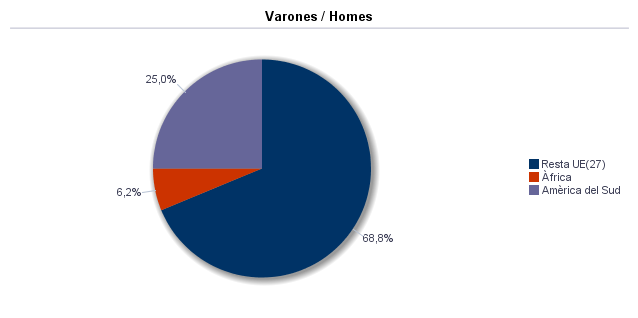 Varones / Homes
25,0%
6,2%
68,8%
Resta UE(27)
Àfrica
Amèrica del Sud